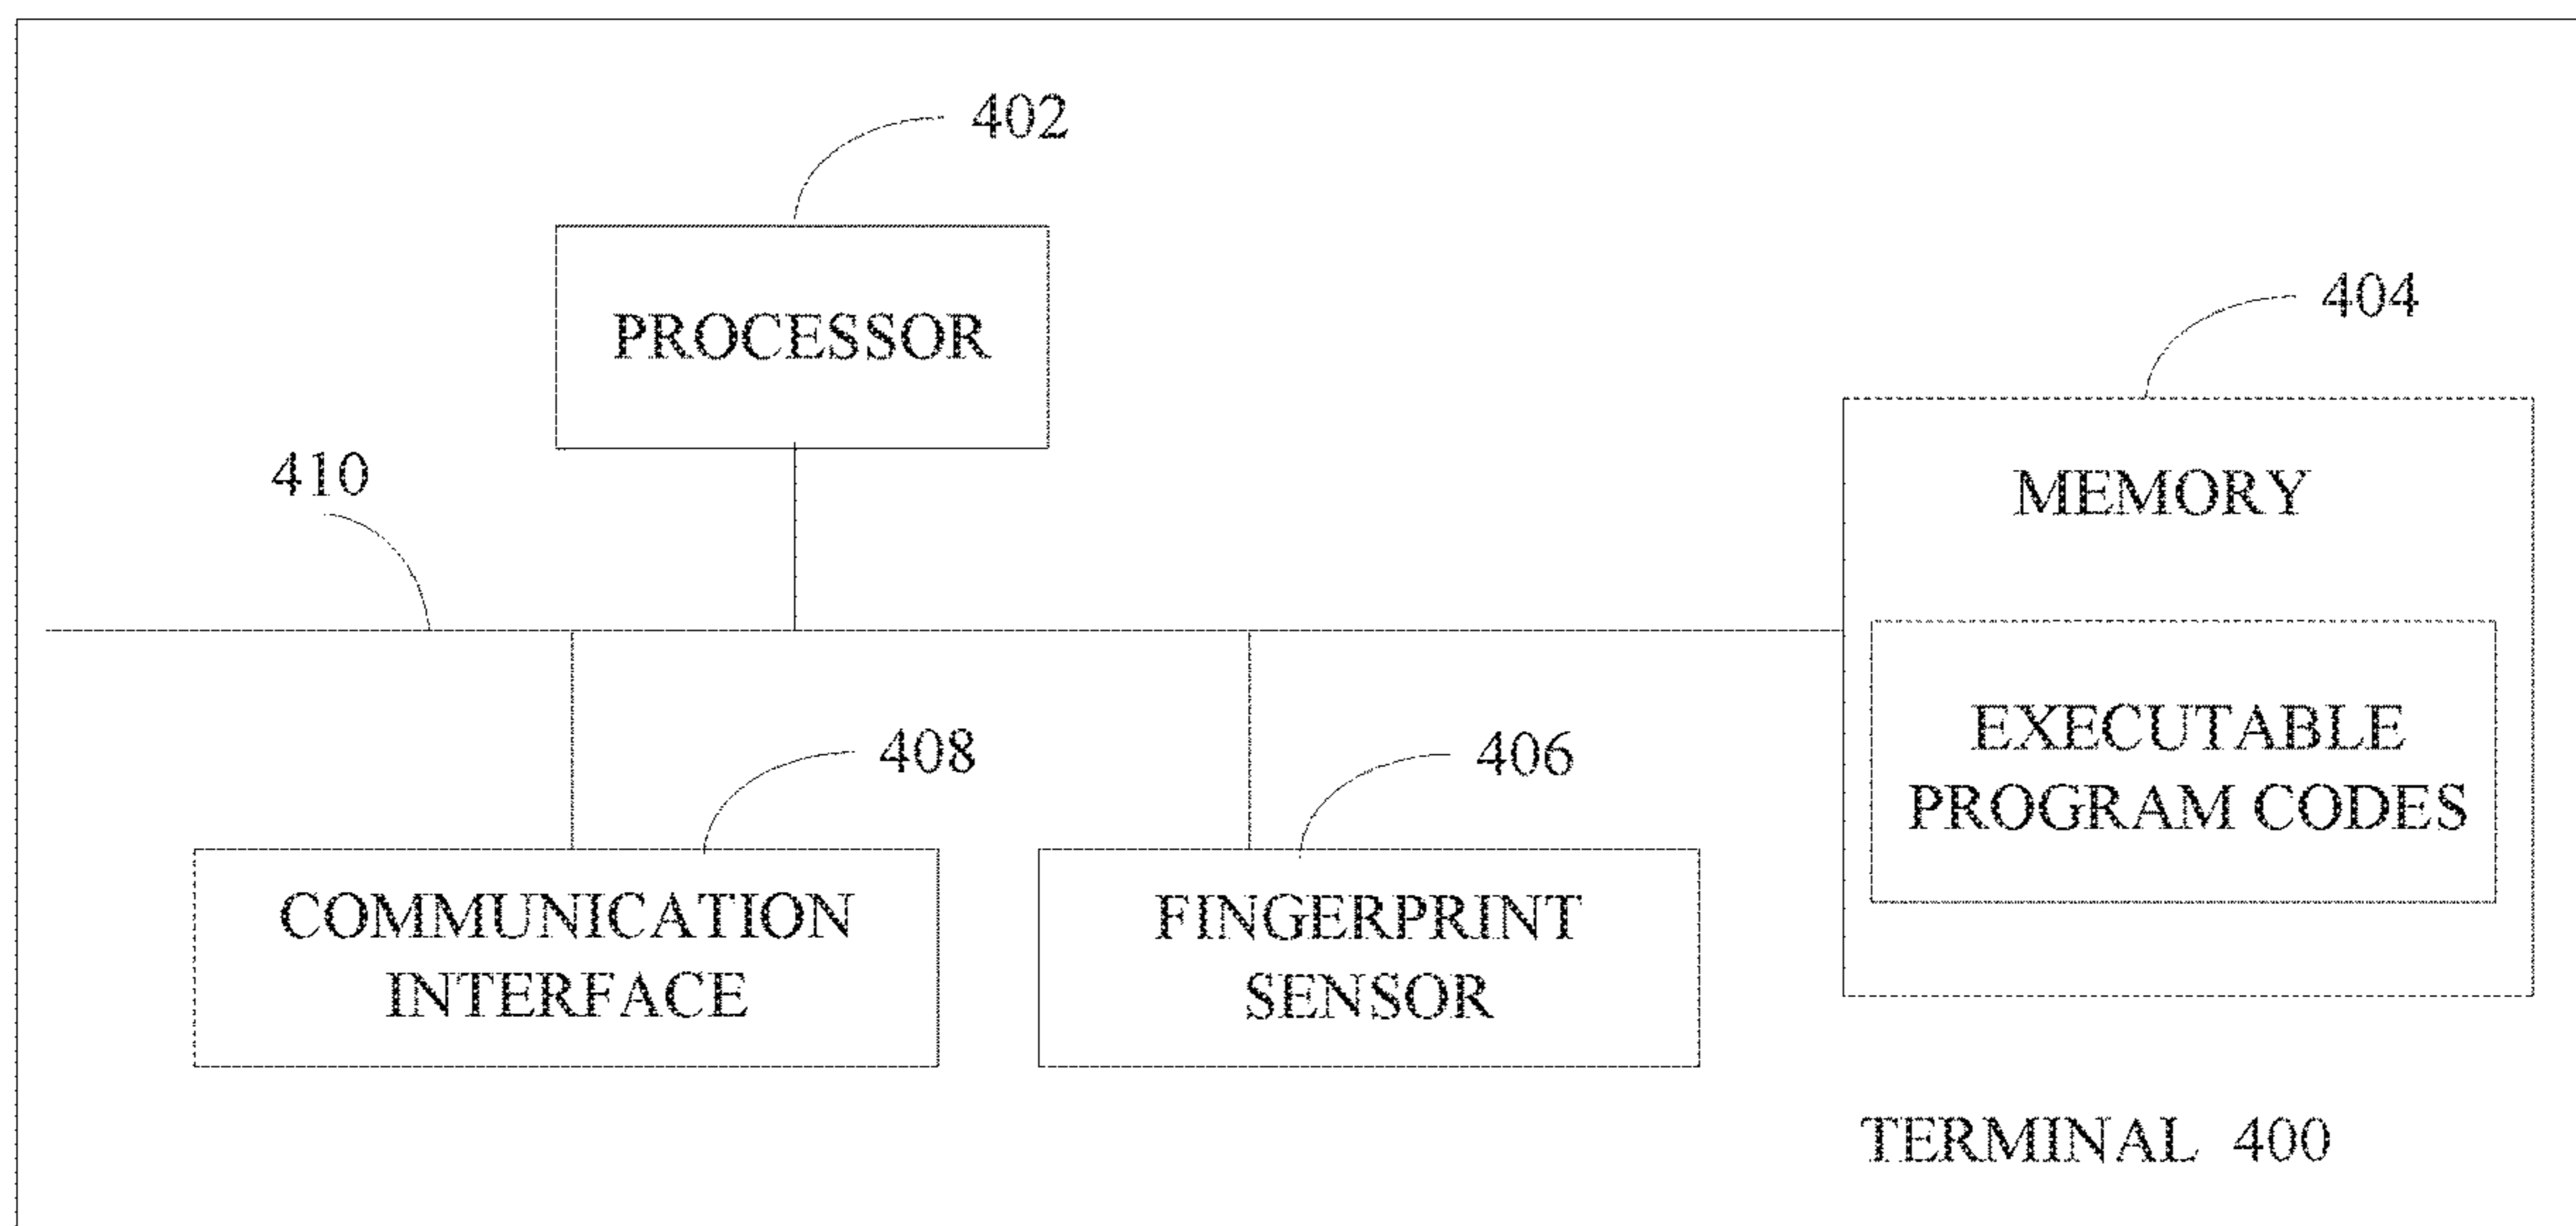 402
PROCESSOR
404
410
MEMORY
408
406
EXECUTABLE
PROGRAM CODES
COMMUNICATION
INTERFACE
FINGERPRINT
SENSOR
TERMINAL 400